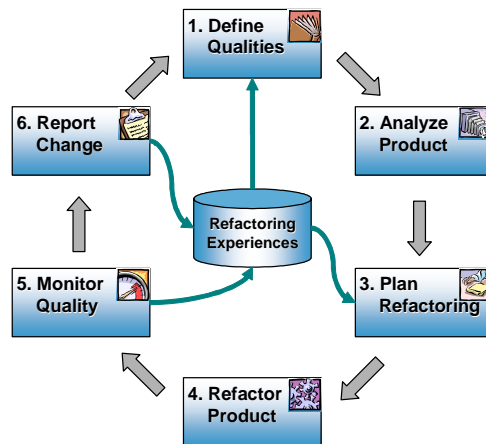 1. Define
Qualities
2. Analyze
Product
3. Plan
Refactoring
4. Refactor
Product
5. Monitor
Quality
6. Report
Change
Refactoring
Experiences